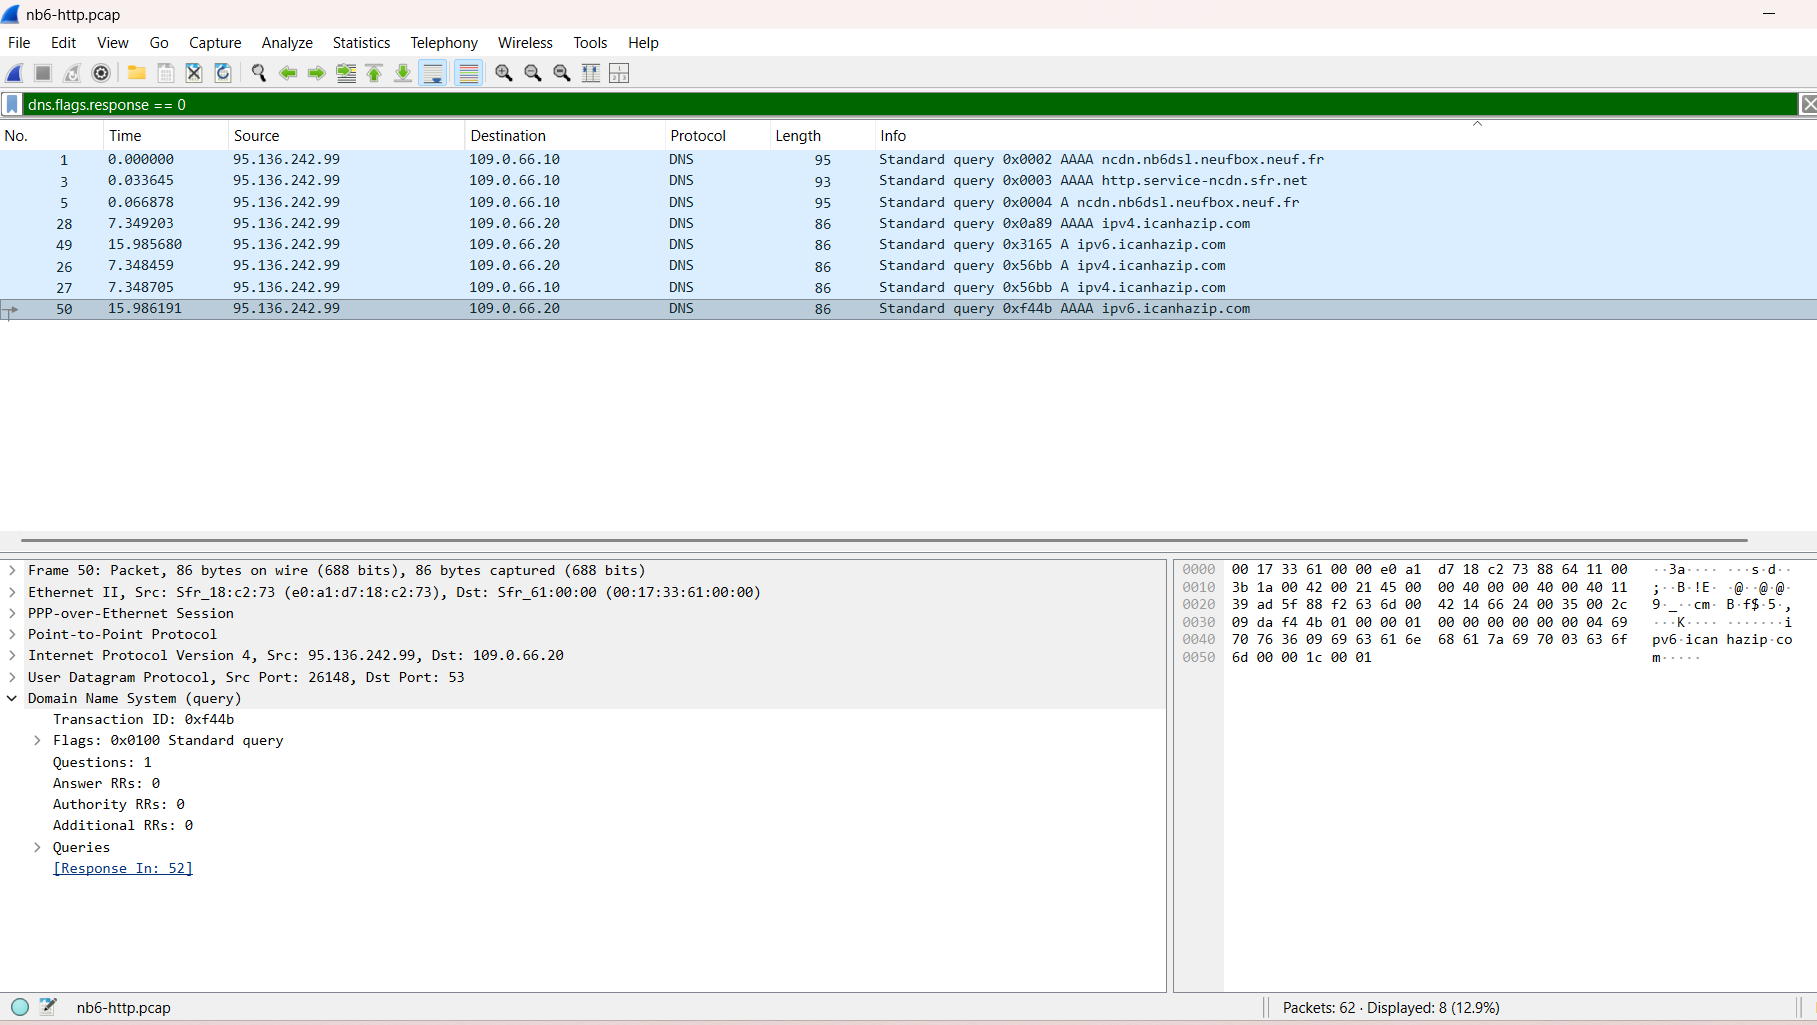 nb6-http.pcap
File Edit View Go Capture Analyze Statistics Telephony Wireless Tools Help
dns.flags.response == 0
No. Time Source Destination Protocol Length Info
1 0.000000 95.136.242.99 109.0.66.10 DNS 95 Standard query 0x0002 AAAA ncdn.nb6dsl.neufbox.neuf.fr
3 0.033645 95.136.242.99 109.0.66.10 DNS 93 Standard query 0x0003 AAAA http.service-ncdn.sfr.net
5 0.066878 95.136.242.99 109.0.66.10 DNS 95 Standard query 0x0004 A ncdn.nb6dsl.neufbox.neuf.fr
28 7.349203 95.136.242.99 109.0.66.20 DNS 86 Standard query 0x0a89 AAAA ipv4.icanhazip.com
49 15.985680 95.136.242.99 109.0.66.20 DNS 86 Standard query 0x3165 A ipv6.icanhazip.com
26 7.348459 95.136.242.99 109.0.66.20 DNS 86 Standard query 0x56bb A ipv4.icanhazip.com
27 7.348705 95.136.242.99 109.0.66.10 DNS 86 Standard query 0x56bb A ipv4.icanhazip.com
50 15.986191 95.136.242.99 109.0.66.20 DNS 86 Standard query 0xf44b AAAA ipv6.icanhazip.com
Frame 50: Packet, 86 bytes on wire (688 bits), 86 bytes captured (688 bits)
Ethernet II, Src: Sfr_18:c2:73 (e0:a1:d7:18:c2:73), Dst: Sfr_61:00:00 (00:17:33:61:00:00)
PPP-over-Ethernet Session
Point-to-Point Protocol
Internet Protocol Version 4, Src: 95.136.242.99, Dst: 109.0.66.20
User Datagram Protocol, Src Port: 26148, Dst Port: 53
Domain Name System (query)
Transaction ID: 0xf44b
Flags: 0x0100 Standard query
Questions: 1
Answer RRs: 0
Authority RRs: 0
Additional RRs: 0
Queries
[Response In: 52]
0000 00 17 33 61 00 00 e0 a1 d7 18 c2 73 88 64 11 00 ··3a···· ···s·d··
0010 3b 1a 00 42 00 21 45 00 00 40 00 00 40 00 40 11 ;··B·!E· ·@··@·@·
0020 39 ad 5f 88 f2 63 6d 00 42 14 66 24 00 35 00 2c 9·_··cm· B·f$·5·,
0030 09 da f4 4b 01 00 00 01 00 00 00 00 00 00 04 69 ···K···· ·······i
0040 70 76 36 09 69 63 61 6e 68 61 7a 69 70 03 63 6f pv6·ican hazip·co
0050 6d 00 00 1c 00 01 m·····
nb6-http.pcap
Packets: 62 · Displayed: 8 (12.9%)